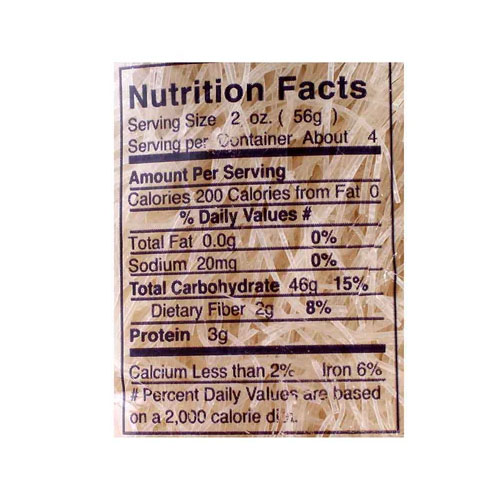 Nutrition Facts
Serving Size 2 oz. ( 56g )
Serving per Container About 4
Amount Per Serving
Calories 200 Calories from Fat 0
% Daily Values #
Total Fat 0.0g 0%
Sodium 20mg 0%
Total Carbohydrate 46g 15%
Dietary Fiber 2g 8%
Protein 3g
Calcium Less than 2% Iron 6%
# Percent Daily Values are based
on a 2,000 calorie diet.